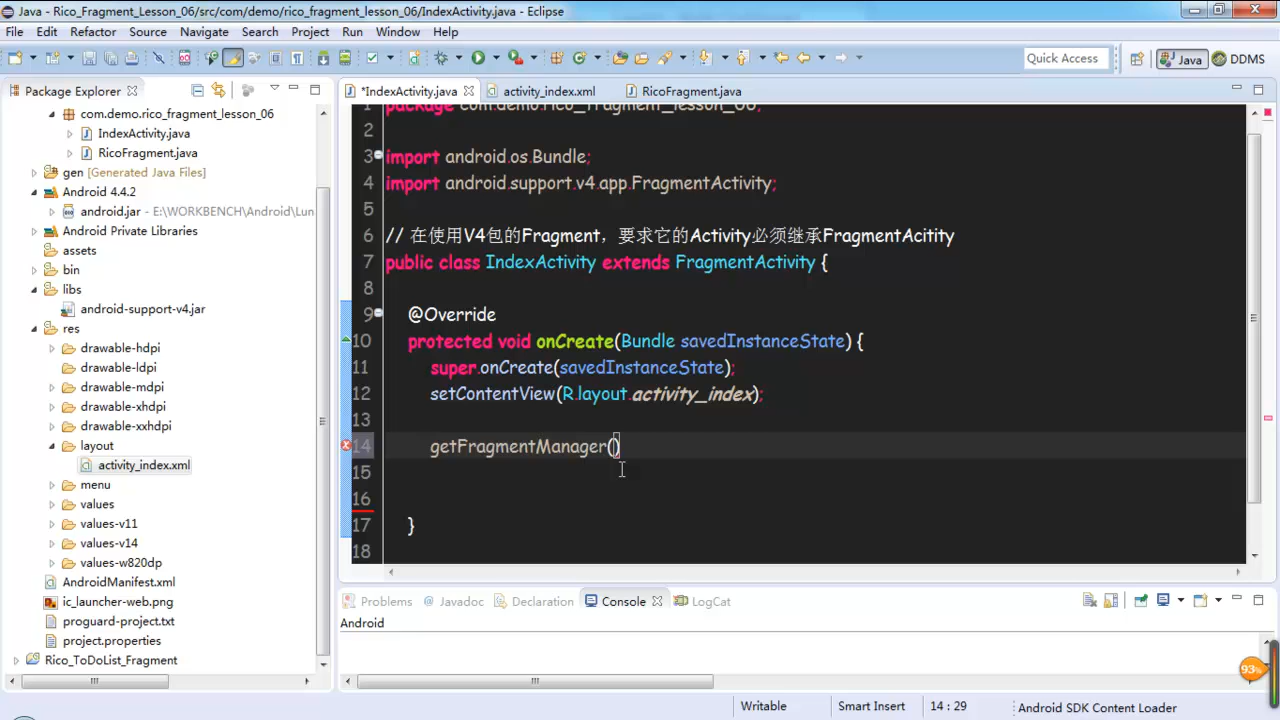 Java - Rico_Fragment_Lesson_06/src/com/demo/rico_fragment_lesson_06/IndexActivity.java - Eclipse
File Edit Refactor Source Navigate Search Project Run Window Help
Quick Access Java DDMS
Package Explorer *IndexActivity.java activity_index.xml RicoFragment.java
com.demo.rico_fragment_lesson_06
IndexActivity.java
RicoFragment.java
gen [Generated Java Files]
Android 4.4.2
android.jar - E:\WORKBENCH\Android\Lun
Android Private Libraries
assets
bin
libs
android-support-v4.jar
res
drawable-hdpi
drawable-ldpi
drawable-mdpi
drawable-xhdpi
drawable-xxhdpi
layout
activity_index.xml
menu
values
values-v11
values-v14
values-w820dp
AndroidManifest.xml
ic_launcher-web.png
proguard-project.txt
project.properties
Rico_ToDoList_Fragment
1 package com.demo.rico_fragment_lesson_06;
2
3 import android.os.Bundle;
4 import android.support.v4.app.FragmentActivity;
5
6 // 在使用V4包的Fragment，要求它的Activity必须继承FragmentAcitity
7 public class IndexActivity extends FragmentActivity {
8
9 @Override
10 protected void onCreate(Bundle savedInstanceState) {
11 super.onCreate(savedInstanceState);
12 setContentView(R.layout.activity_index);
13
14 getFragmentManager()
15
16
17 }
18
Problems Javadoc Declaration Console LogCat
Android
93%
Writable Smart Insert 14 : 29 Android SDK Content Loader